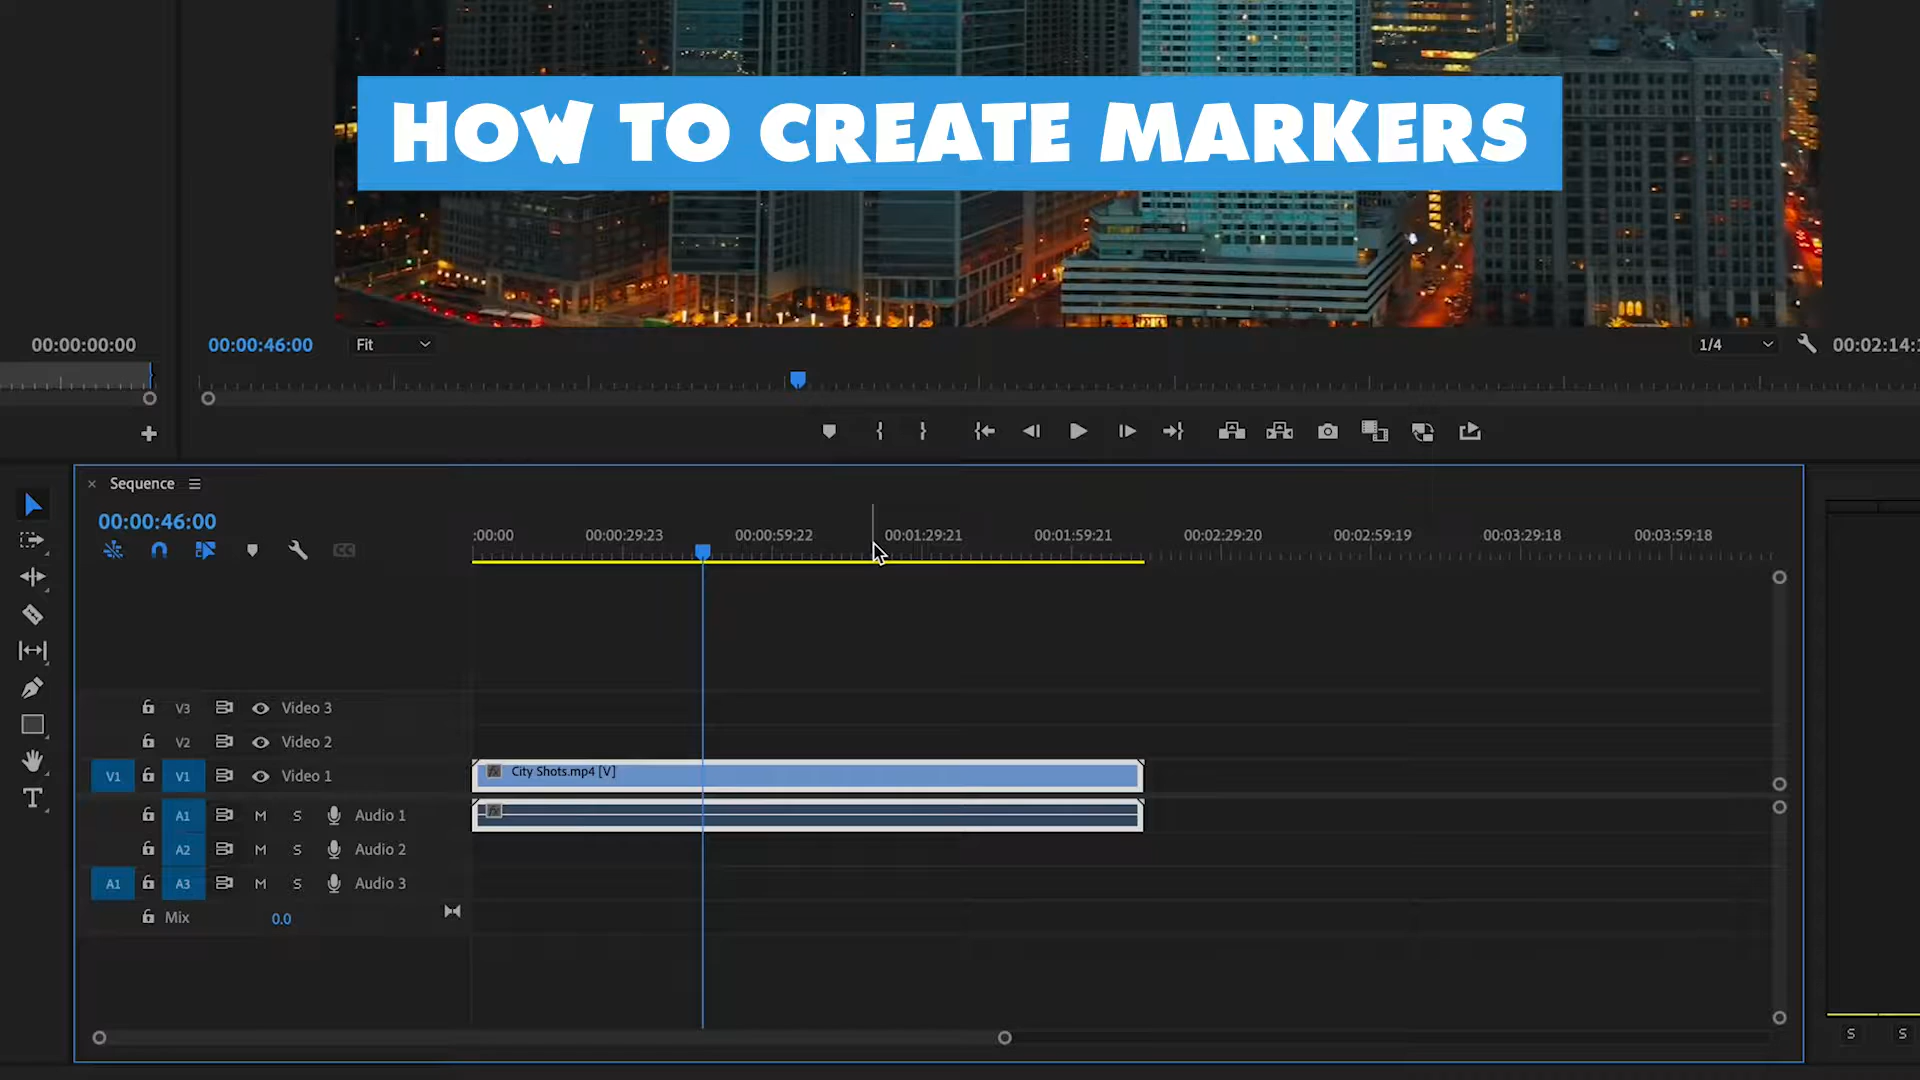 HOW TO CREATE MARKERS
00:00:00:00
00:00:46:00
Fit
1/4
00:02:14:
Sequence
00:00:46:00
:00:00
00:00:29:23
00:00:59:22
00:01:29:21
00:01:59:21
00:02:29:20
00:02:59:19
00:03:29:18
00:03:59:18
CC
V3 Video 3
V2 Video 2
V1 V1 Video 1
City Shots.mp4 [V]
fx
A1 M S Audio 1
fx
A2 M S Audio 2
A1 A3 M S Audio 3
Mix 0.0
S S